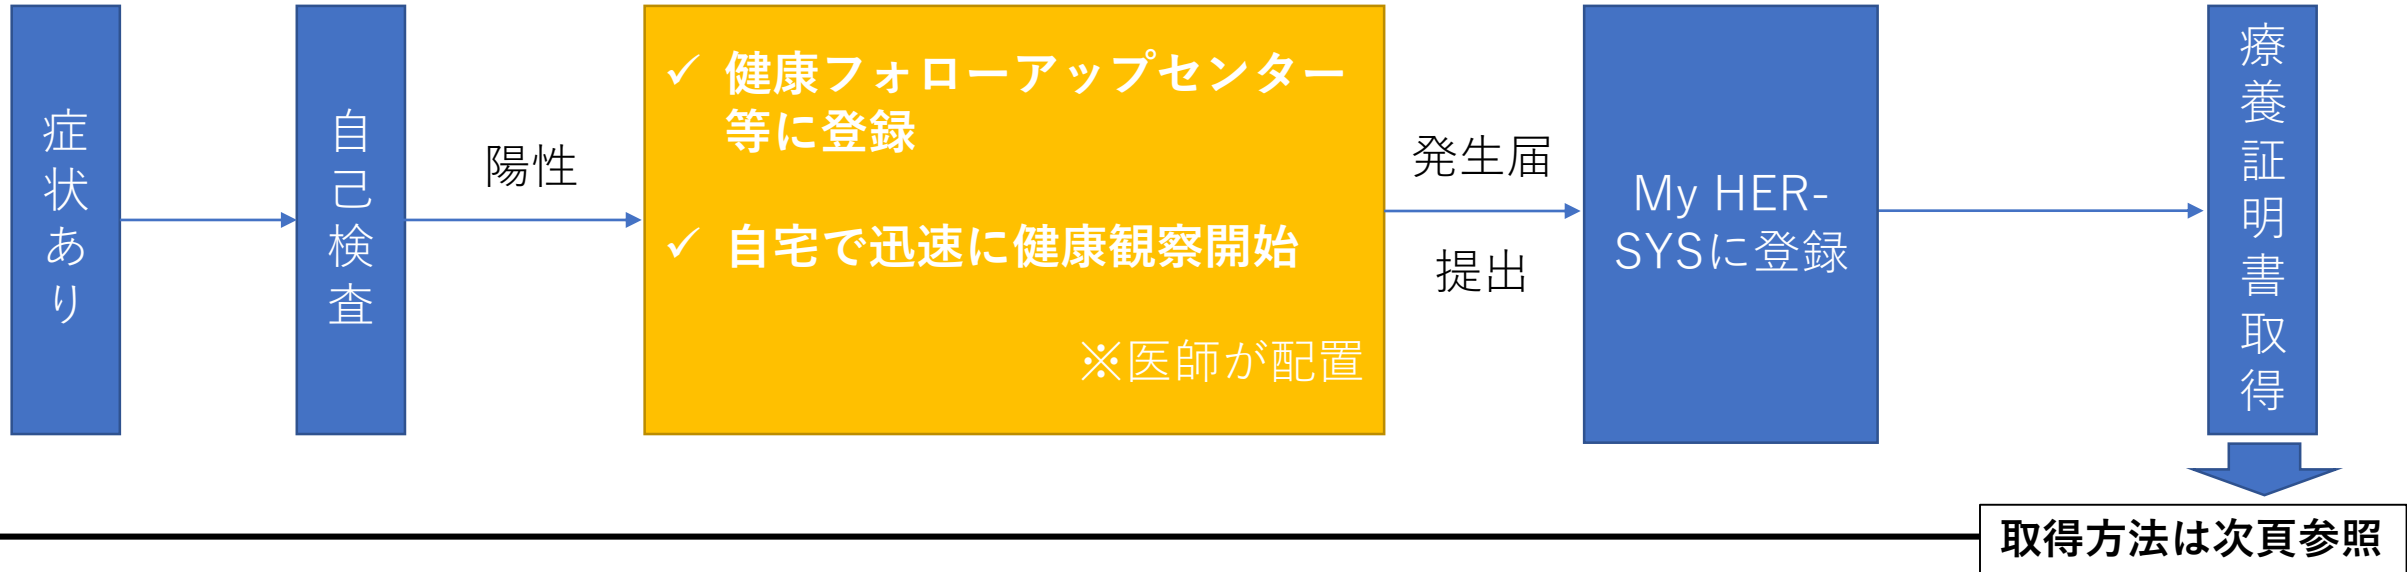 症状あり
自己検査
陽性
✓ 健康フォローアップセンター
等に登録
✓ 自宅で迅速に健康観察開始
※医師が配置
発生届
提出
My HER-
SYSに登録
療養証明書取得
取得方法は次頁参照